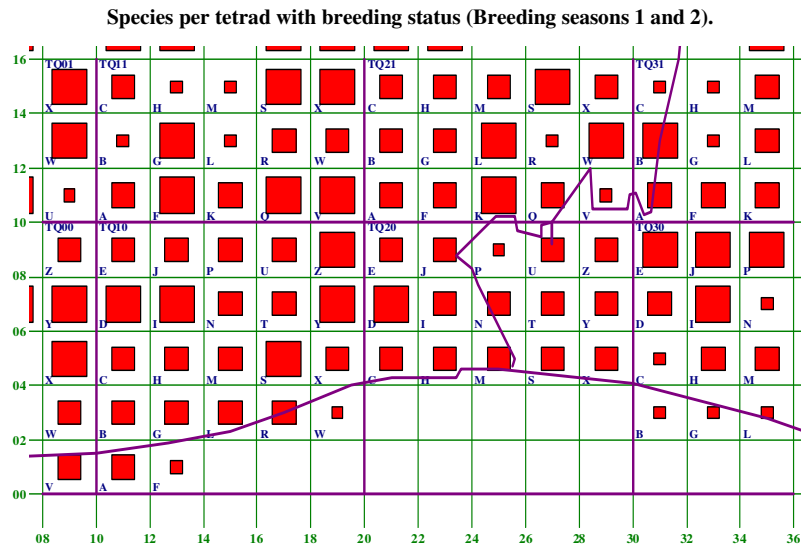 Species per tetrad with breeding status (Breeding seasons 1 and 2).
16 TQ01 TQ11 TQ21 TQ31
X C H M S X C H M S X C H M
14
W B G L R W B G L R W B G L
12
U A F K Q V A F K Q V A F K
10 TQ00 TQ10 TQ20 TQ30
Z E J P U Z E J P U Z E J P
08
Y D I N T Y D I N T Y D I N
06
X C H M S X C H M S X C H M
04
W B G L R W B G L
02
V A F
00
08 10 12 14 16 18 20 22 24 26 28 30 32 34 36